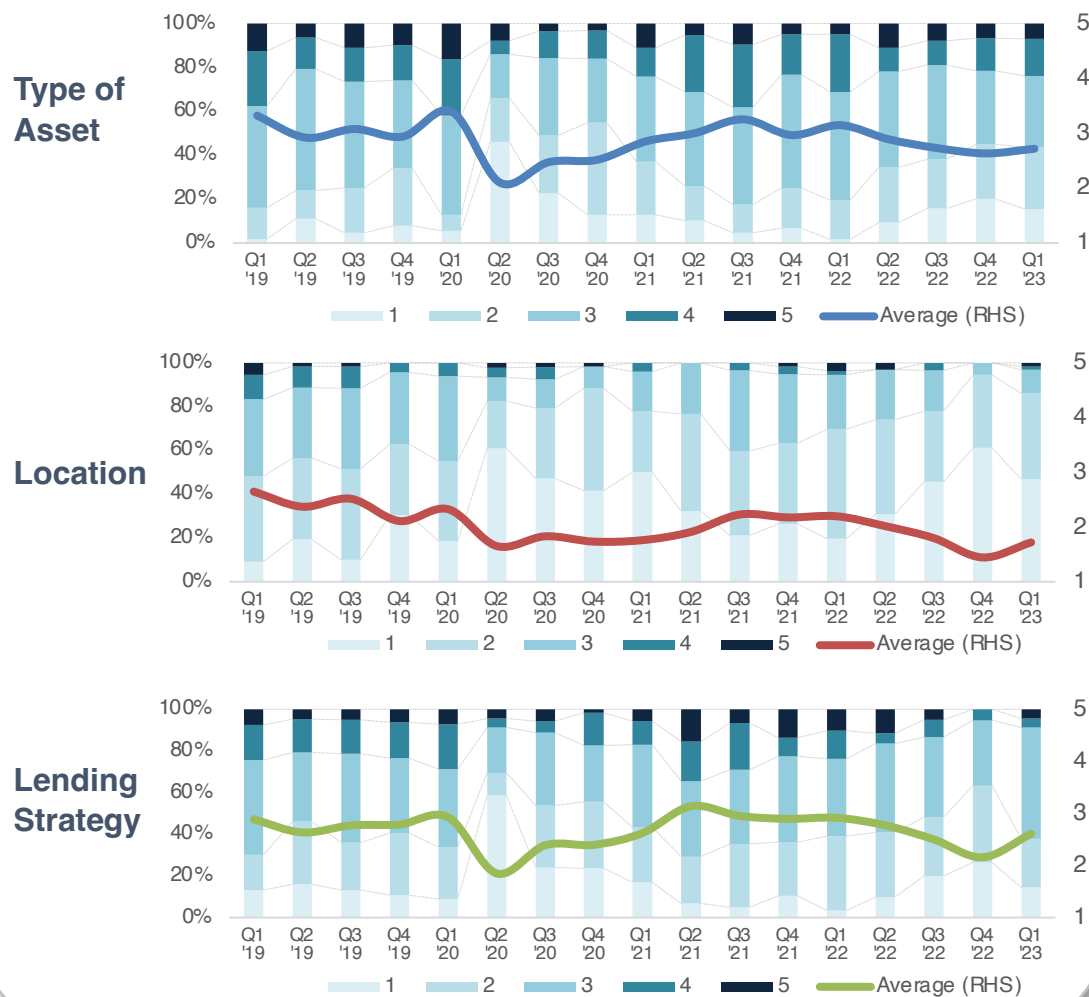 Type of
Asset
100%
80%
60%
40%
20%
0%
5
4
3
2
1
Q1 Q2 Q3 Q4 Q1 Q2 Q3 Q4 Q1 Q2 Q3 Q4 Q1 Q2 Q3 Q4 Q1
'19 '19 '19 '19 '20 '20 '20 '20 '21 '21 '21 '21 '22 '22 '22 '22 '23
1 2 3 4 5 Average (RHS)
Location
100%
80%
60%
40%
20%
0%
5
4
3
2
1
Q1 Q2 Q3 Q4 Q1 Q2 Q3 Q4 Q1 Q2 Q3 Q4 Q1 Q2 Q3 Q4 Q1
'19 '19 '19 '19 '20 '20 '20 '20 '21 '21 '21 '21 '22 '22 '22 '22 '23
1 2 3 4 5 Average (RHS)
Lending
Strategy
100%
80%
60%
40%
20%
0%
5
4
3
2
1
Q1 Q2 Q3 Q4 Q1 Q2 Q3 Q4 Q1 Q2 Q3 Q4 Q1 Q2 Q3 Q4 Q1
'19 '19 '19 '19 '20 '20 '20 '20 '21 '21 '21 '21 '22 '22 '22 '22 '23
1 2 3 4 5 Average (RHS)